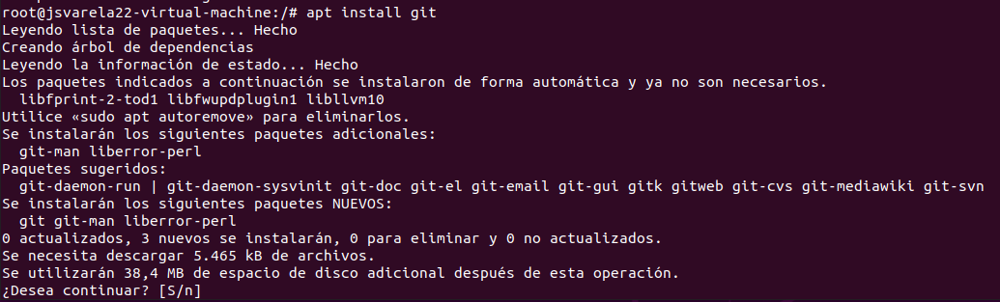 root@jsvarela22-virtual-machine:/# apt install git
Leyendo lista de paquetes... Hecho
Creando árbol de dependencias
Leyendo la información de estado... Hecho
Los paquetes indicados a continuación se instalaron de forma automática y ya no son necesarios.
  libfprint-2-tod1 libfwupdplugin1 libllvm10
Utilice «sudo apt autoremove» para eliminarlos.
Se instalarán los siguientes paquetes adicionales:
  git-man liberror-perl
Paquetes sugeridos:
  git-daemon-run | git-daemon-sysvinit git-doc git-el git-email git-gui gitk gitweb git-cvs git-mediawiki git-svn
Se instalarán los siguientes paquetes NUEVOS:
  git git-man liberror-perl
0 actualizados, 3 nuevos se instalarán, 0 para eliminar y 0 no actualizados.
Se necesita descargar 5.465 kB de archivos.
Se utilizarán 38,4 MB de espacio de disco adicional después de esta operación.
¿Desea continuar? [S/n]